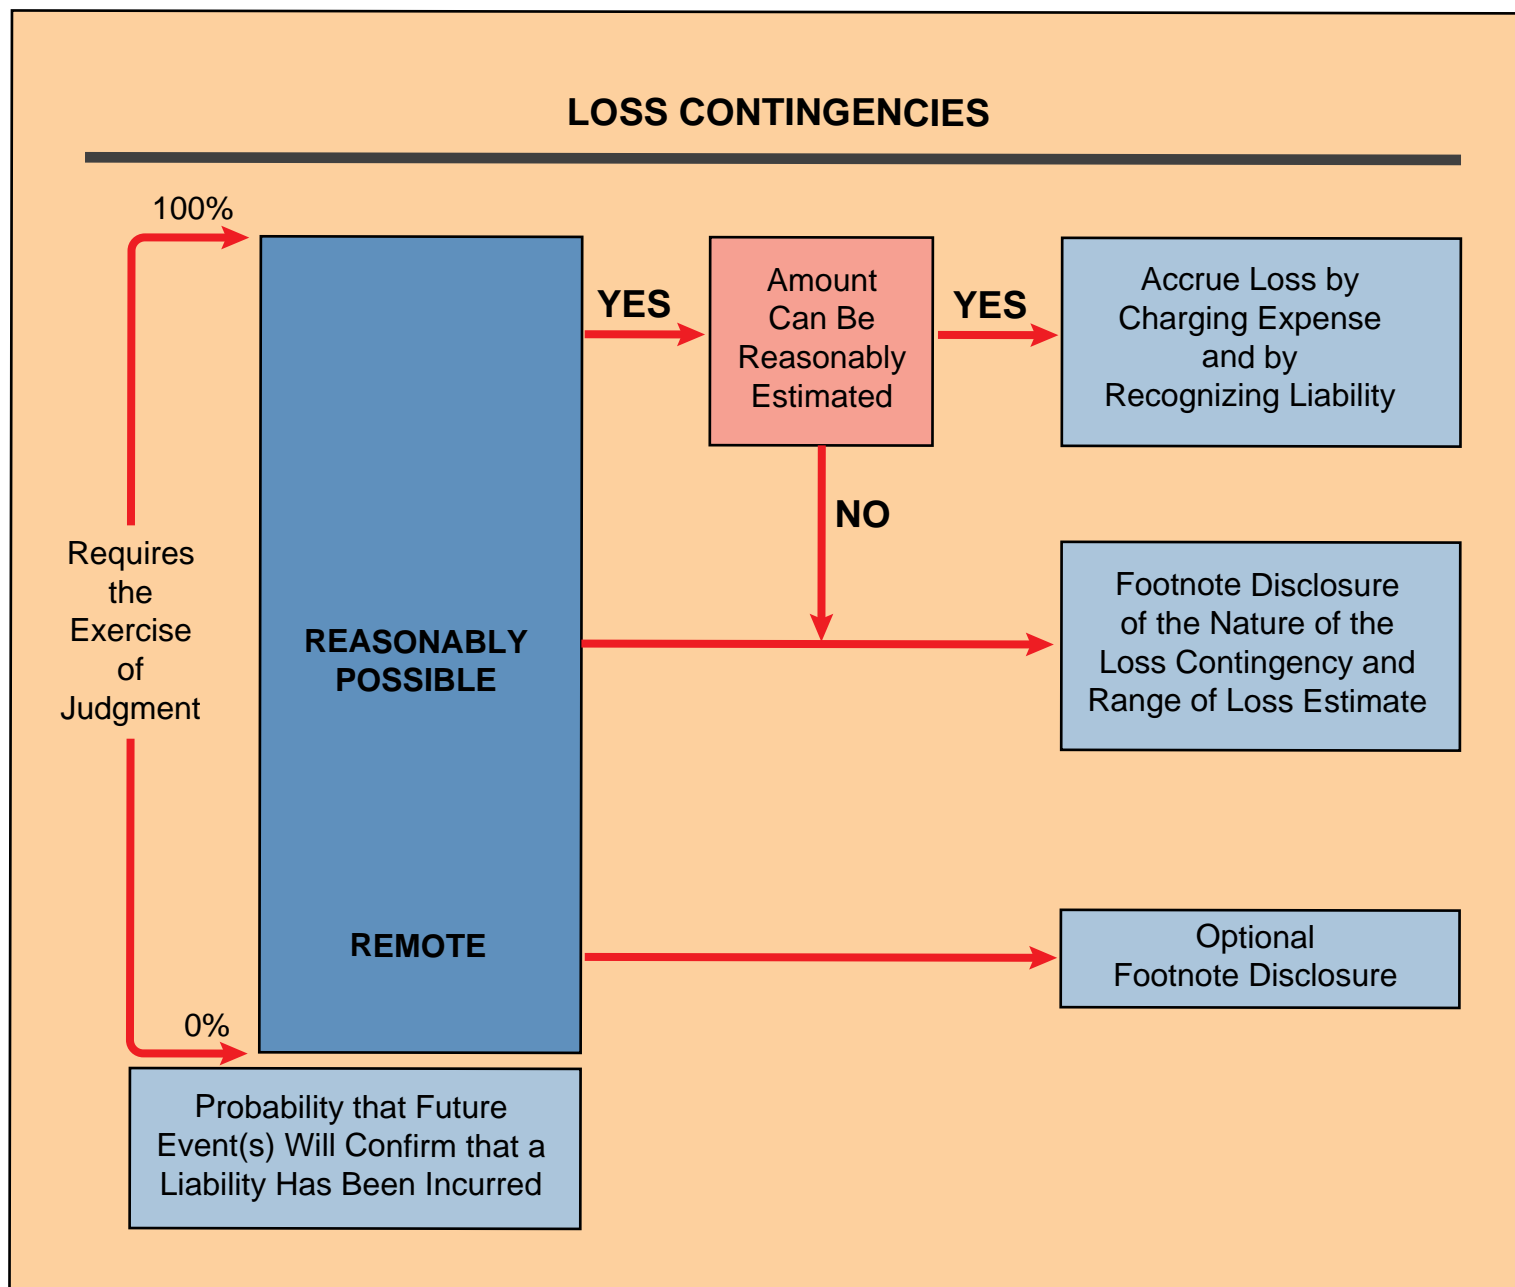 LOSS CONTINGENCIES
100%
YES
Amount
Can Be
Reasonably
Estimated
YES
Accrue Loss by
Charging Expense
and by
Recognizing Liability
NO
Requires
the
Exercise
of
Judgment
REASONABLY
POSSIBLE
Footnote Disclosure
of the Nature of the
Loss Contingency and
Range of Loss Estimate
REMOTE
Optional
Footnote Disclosure
0%
Probability that Future
Event(s) Will Confirm that a
Liability Has Been Incurred